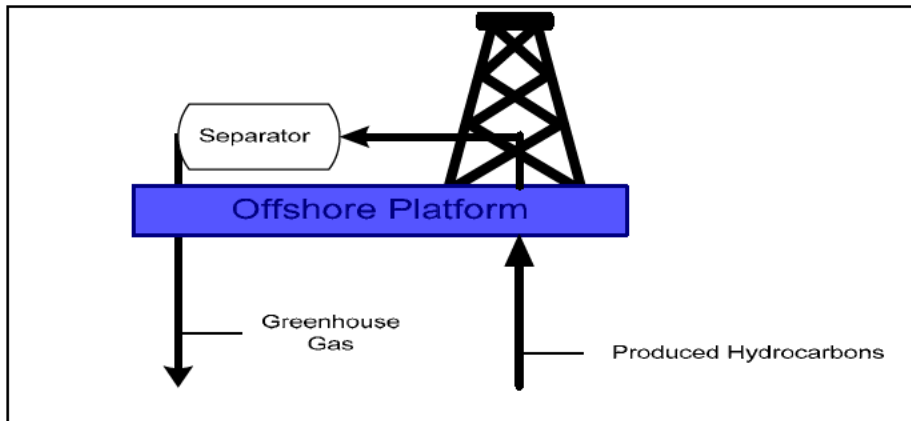 Separator
Offshore Platform
Greenhouse
Gas
Produced Hydrocarbons